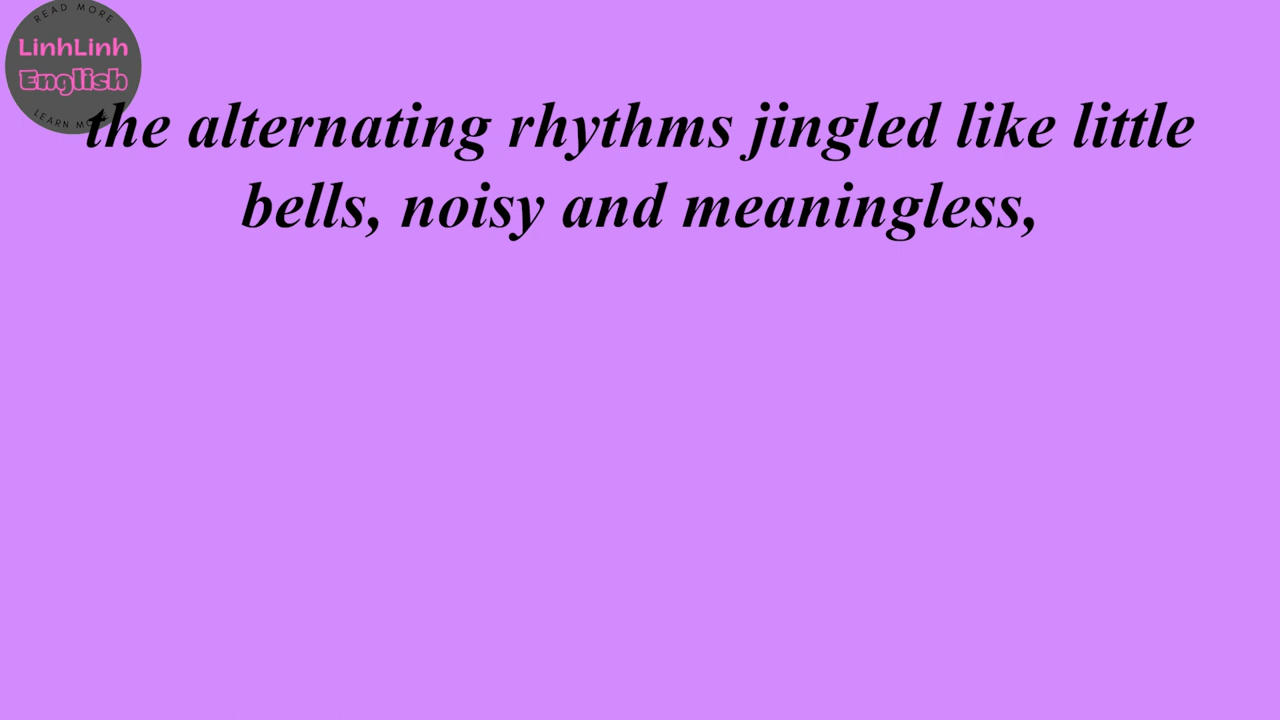 READ MORE
LinhLinh
English
LEARN MORE
the alternating rhythms jingled like little
bells, noisy and meaningless,